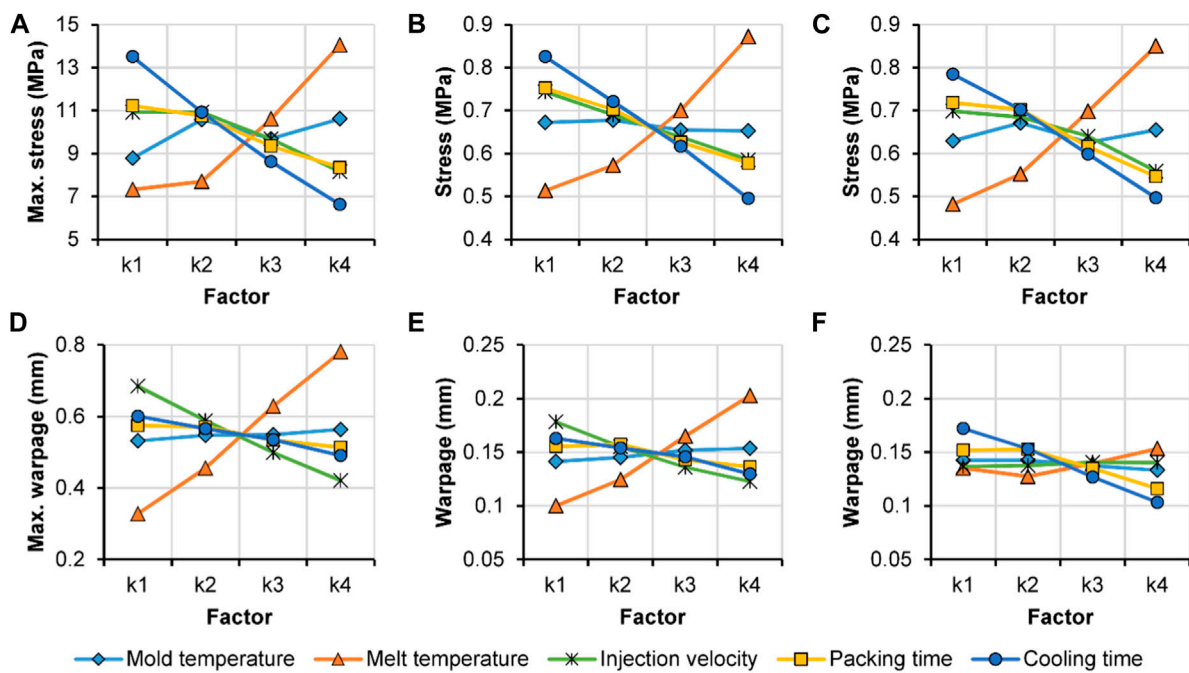 A
Max. stress (MPa)
15
13
11
9
7
5
k1 k2 k3 k4
Factor
B
Stress (MPa)
0.9
0.8
0.7
0.6
0.5
0.4
k1 k2 k3 k4
Factor
C
Stress (MPa)
0.9
0.8
0.7
0.6
0.5
0.4
k1 k2 k3 k4
Factor
D
Max. warpage (mm)
0.8
0.6
0.4
0.2
k1 k2 k3 k4
Factor
E
Warpage (mm)
0.25
0.2
0.15
0.1
0.05
k1 k2 k3 k4
Factor
F
Warpage (mm)
0.25
0.2
0.15
0.1
0.05
k1 k2 k3 k4
Factor
Mold temperature Melt temperature Injection velocity Packing time Cooling time